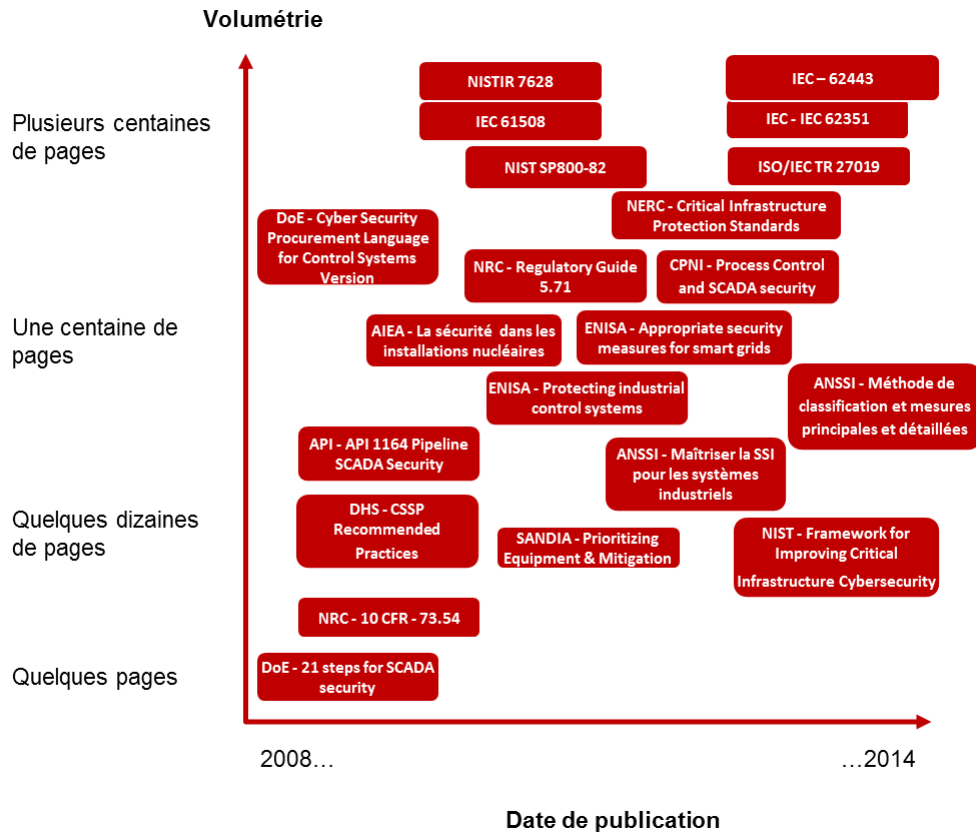 Volumétrie
Plusieurs centaines
de pages
NISTIR 7628
IEC – 62443
IEC 61508
IEC - IEC 62351
NIST SP800-82
ISO/IEC TR 27019
NERC - Critical Infrastructure
Protection Standards
DoE - Cyber Security
Procurement Language
for Control Systems
Version
NRC - Regulatory Guide
5.71
CPNI - Process Control
and SCADA security
Une centaine de
pages
AIEA - La sécurité dans les
installations nucléaires
ENISA - Appropriate security
measures for smart grids
ENISA - Protecting industrial
control systems
ANSSI - Méthode de
classification et mesures
principales et détaillées
API - API 1164 Pipeline
SCADA Security
ANSSI - Maîtriser la SSI
pour les systèmes
industriels
Quelques dizaines
de pages
DHS - CSSP
Recommended
Practices
SANDIA - Prioritizing
Equipment & Mitigation
NIST - Framework for
Improving Critical
Infrastructure Cybersecurity
NRC - 10 CFR - 73.54
Quelques pages
DoE - 21 steps for SCADA
security
2008…
…2014
Date de publication